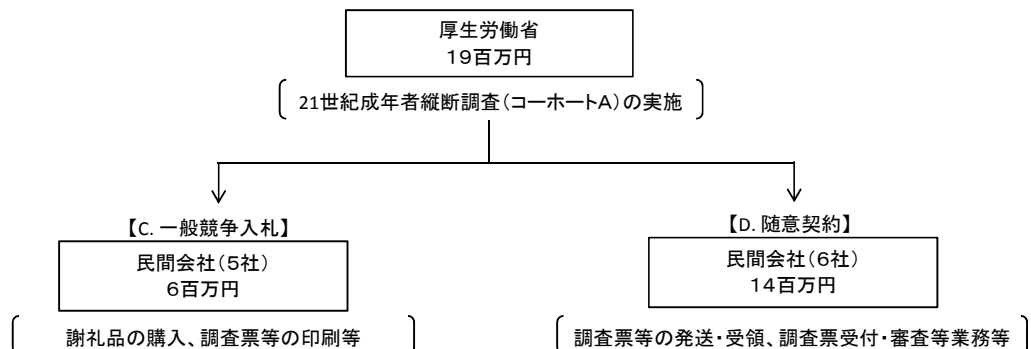 厚生労働省
19百万円
21世紀成年者縦断調査(コーホートA)の実施
【C. 一般競争入札】
民間会社(5社)
6百万円
謝礼品の購入、調査票等の印刷等
【D. 随意契約】
民間会社(6社)
14百万円
調査票等の発送・受領、調査票受付・審査等業務等